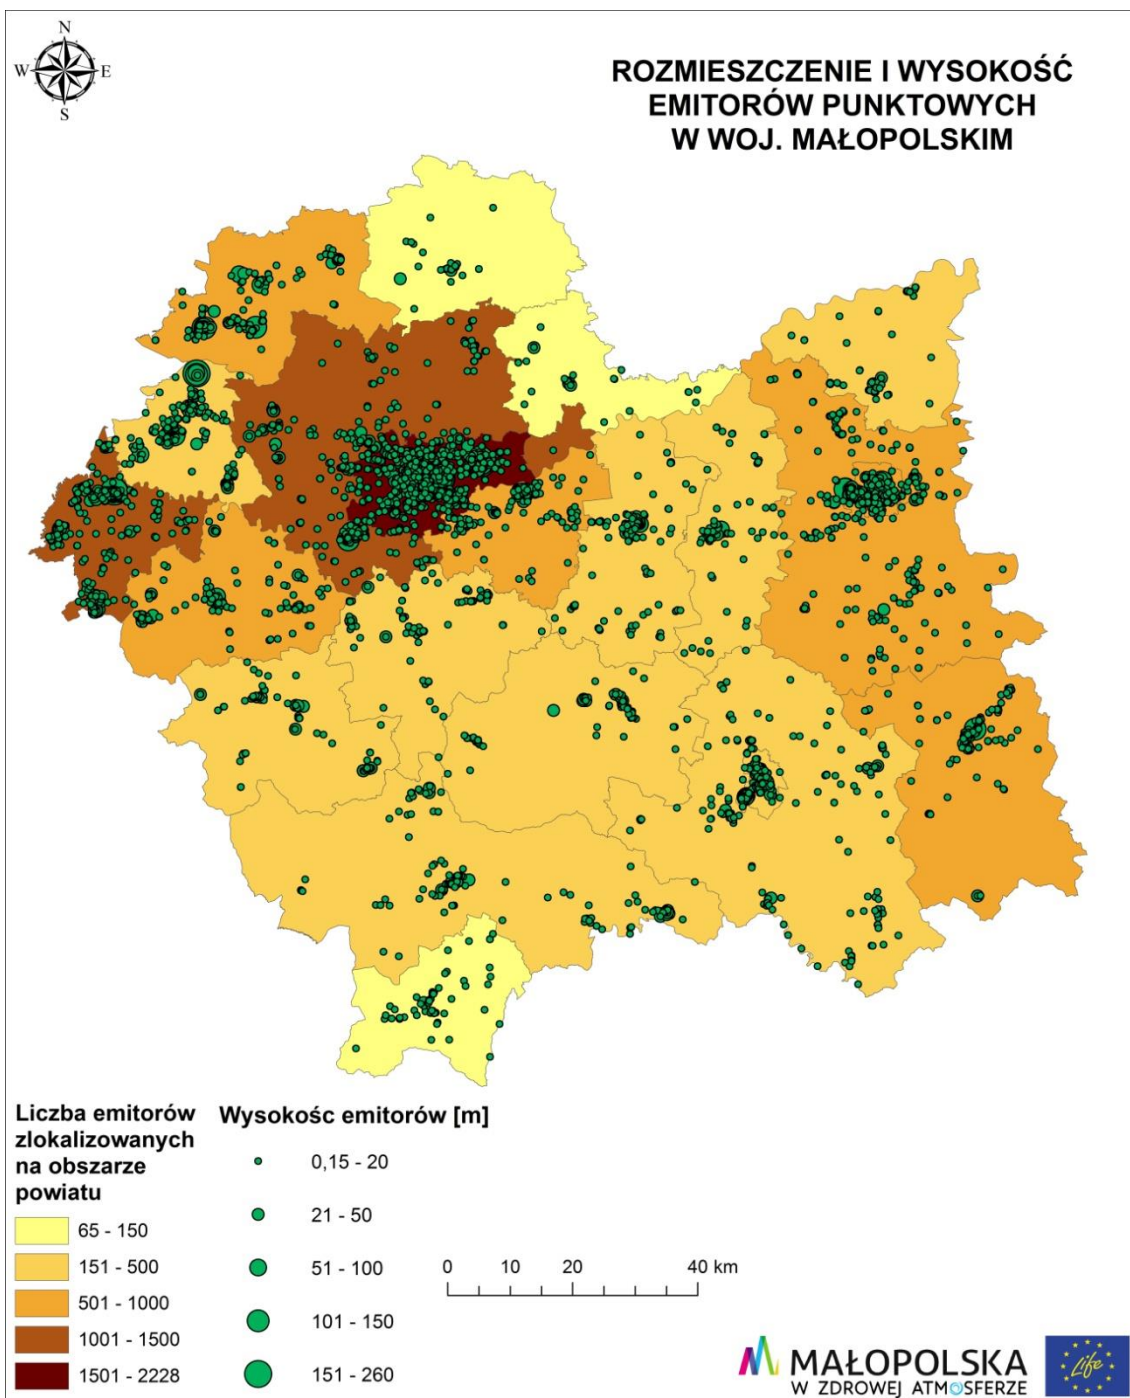 N
W E
S
ROZMIESZCZENIE I WYSOKOŚĆ
EMITORÓW PUNKTOWYCH
W WOJ. MAŁOPOLSKIM
Liczba emitorów
zlokalizowanych
na obszarze
powiatu
65 - 150
151 - 500
501 - 1000
1001 - 1500
1501 - 2228
Wysokośc emitorów [m]
0,15 - 20
21 - 50
51 - 100
101 - 150
151 - 260
0 10 20 40 km
MAŁOPOLSKA
W ZDROWEJ ATMOSFERZE
Life